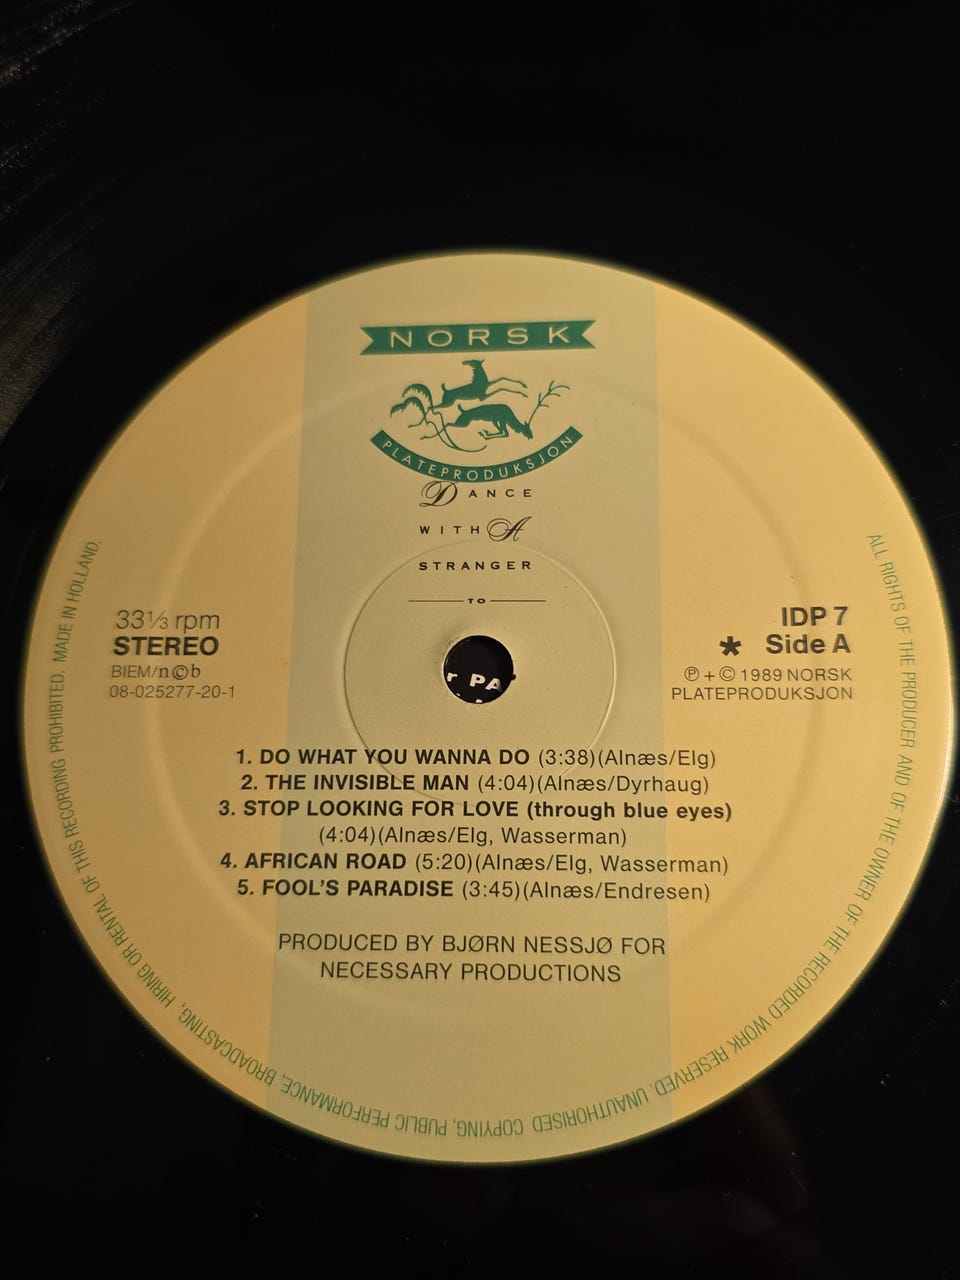 NORSK
PLATEPRODUKSJON
DANCE
WITH A
STRANGER
TO
33⅓ rpm
STEREO
BIEM/n©b
08-025277-20-1
IDP 7
* Side A
℗ + © 1989 NORSK
PLATEPRODUKSJON
r PA
1. DO WHAT YOU WANNA DO (3:38)(Alnæs/Elg)
2. THE INVISIBLE MAN (4:04)(Alnæs/Dyrhaug)
3. STOP LOOKING FOR LOVE (through blue eyes)
(4:04)(Alnæs/Elg, Wasserman)
4. AFRICAN ROAD (5:20)(Alnæs/Elg, Wasserman)
5. FOOL'S PARADISE (3:45)(Alnæs/Endresen)
PRODUCED BY BJØRN NESSJØ FOR
NECESSARY PRODUCTIONS
ALL RIGHTS OF THE PRODUCER AND OF THE OWNER OF THE RECORDED WORK RESERVED. UNAUTHORISED COPYING, PUBLIC PERFORMANCE, BROADCASTING, HIRING OR RENTAL OF THIS RECORDING PROHIBITED. MADE IN HOLLAND.